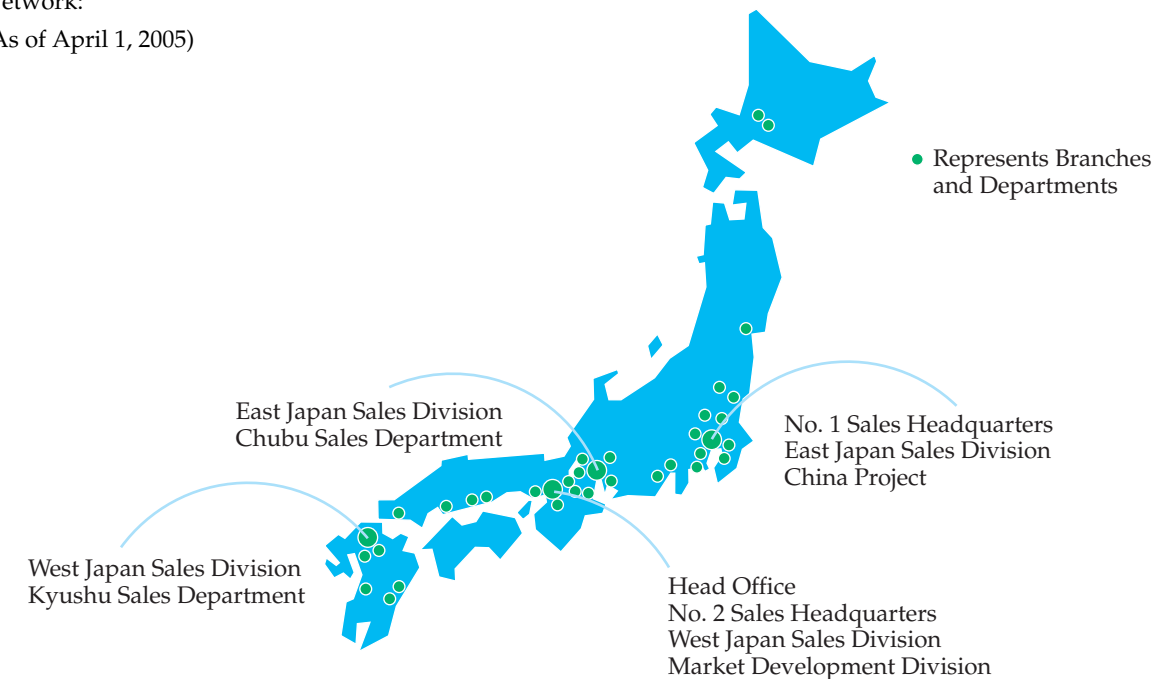 etwork:
As of April 1, 2005)
Represents Branches
and Departments
East Japan Sales Division
Chubu Sales Department
No. 1 Sales Headquarters
East Japan Sales Division
China Project
West Japan Sales Division
Kyushu Sales Department
Head Office
No. 2 Sales Headquarters
West Japan Sales Division
Market Development Division